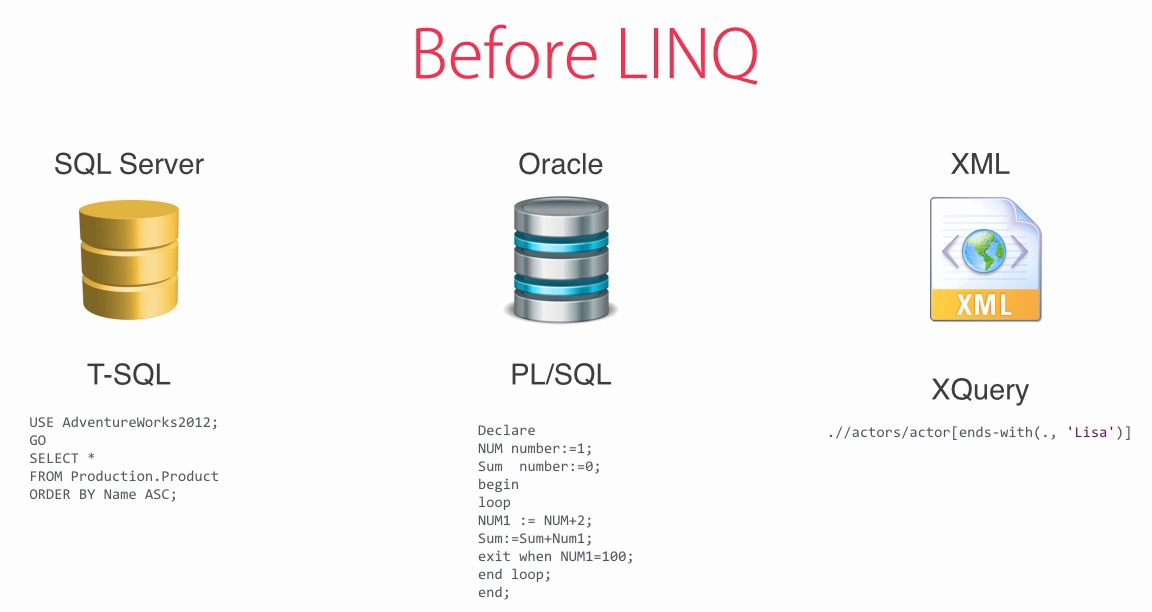 Before LINQ
SQL Server
T-SQL
USE AdventureWorks2012;
GO
SELECT *
FROM Production.Product
ORDER BY Name ASC;
Oracle
PL/SQL
Declare
NUM number:=1;
Sum  number:=0;
begin
loop
NUM1 := NUM+2;
Sum:=Sum+Num1;
exit when NUM1=100;
end loop;
end;
XML
XML
XQuery
.//actors/actor[ends-with(., 'Lisa')]